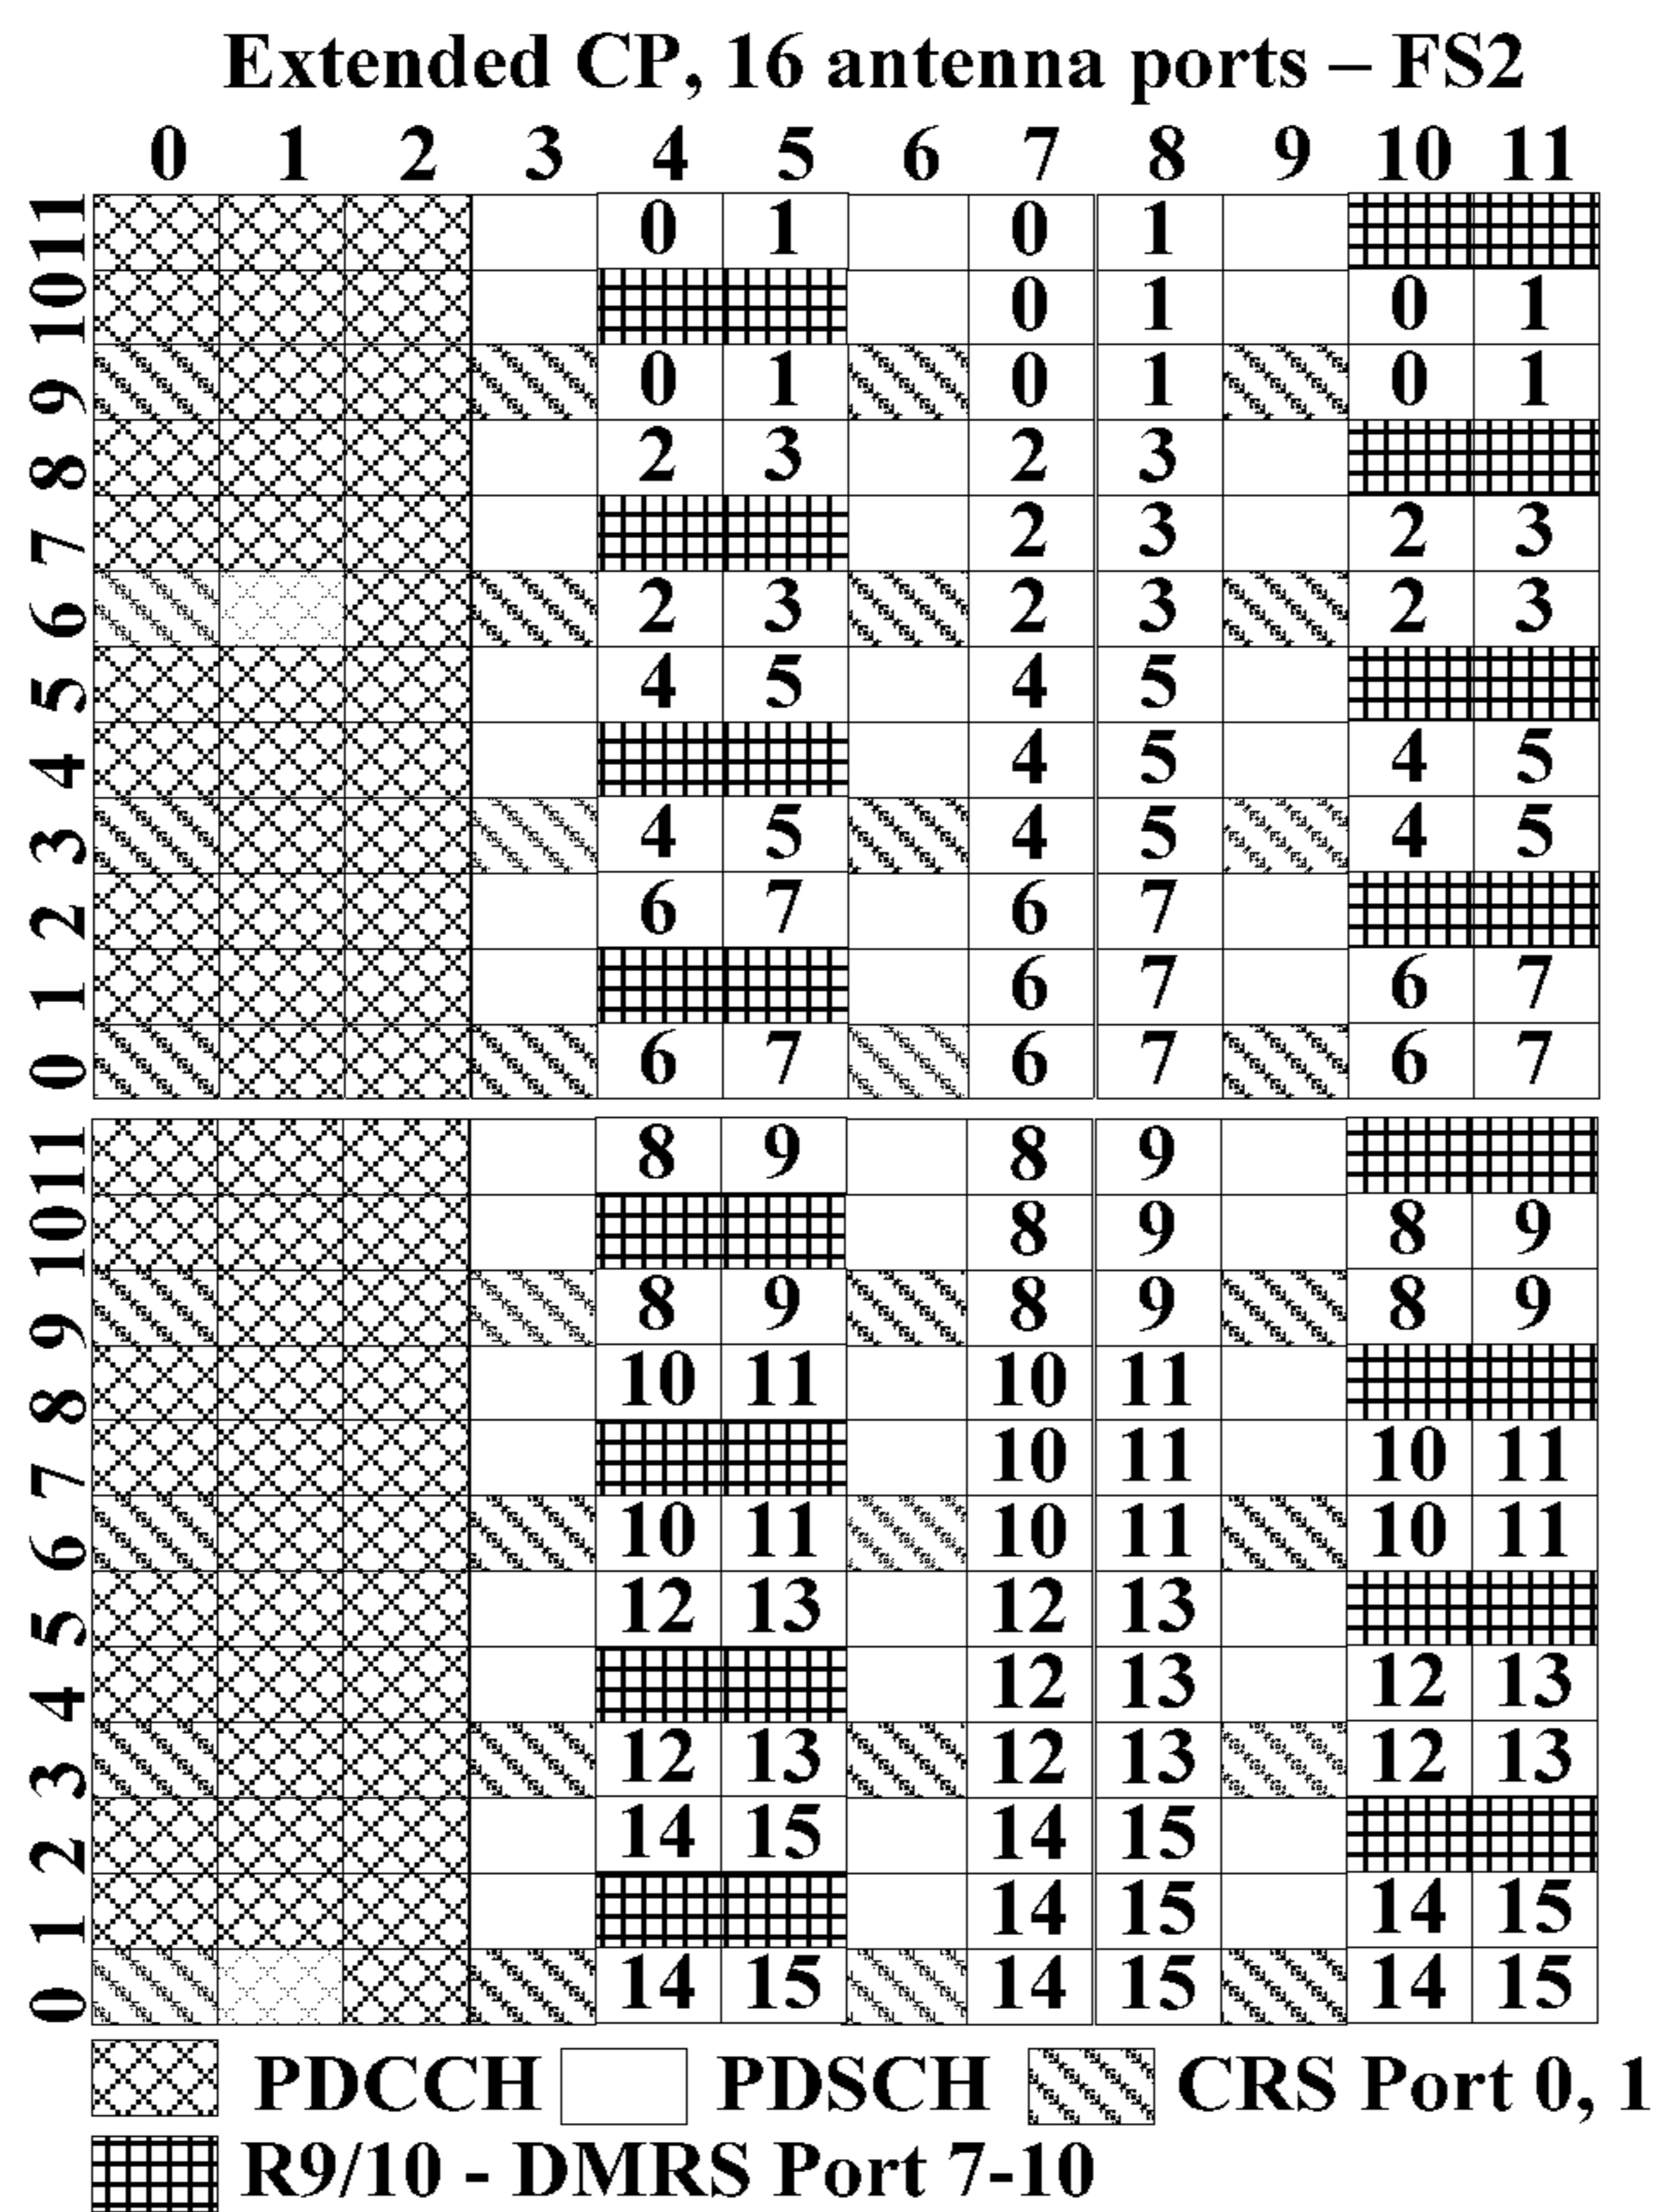 Extended CP, 16 antenna ports – FS2
0 1 2 3 4 5 6 7 8 9 10 11
11 0 1 0 1
10 0 1 0 1
9 0 1 0 1 0 1
8 2 3 2 3
7 2 3 2 3
6 2 3 2 3 2 3
5 4 5 4 5
4 4 5 4 5
3 4 5 4 5 4 5
2 6 7 6 7
1 6 7 6 7
0 6 7 6 7 6 7
11 8 9 8 9
10 8 9 8 9
9 8 9 8 9 8 9
8 10 11 10 11
7 10 11 10 11
6 10 11 10 11 10 11
5 12 13 12 13
4 12 13 12 13
3 12 13 12 13 12 13
2 14 15 14 15
1 14 15 14 15
0 14 15 14 15 14 15
PDCCH PDSCH CRS Port 0, 1
R9/10 - DMRS Port 7-10